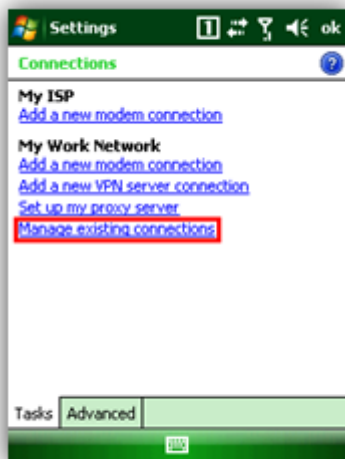 Settings
1
ok
Connections
?
My ISP
Add a new modem connection
My Work Network
Add a new modem connection
Add a new VPN server connection
Set up my proxy server
Manage existing connections
Tasks
Advanced